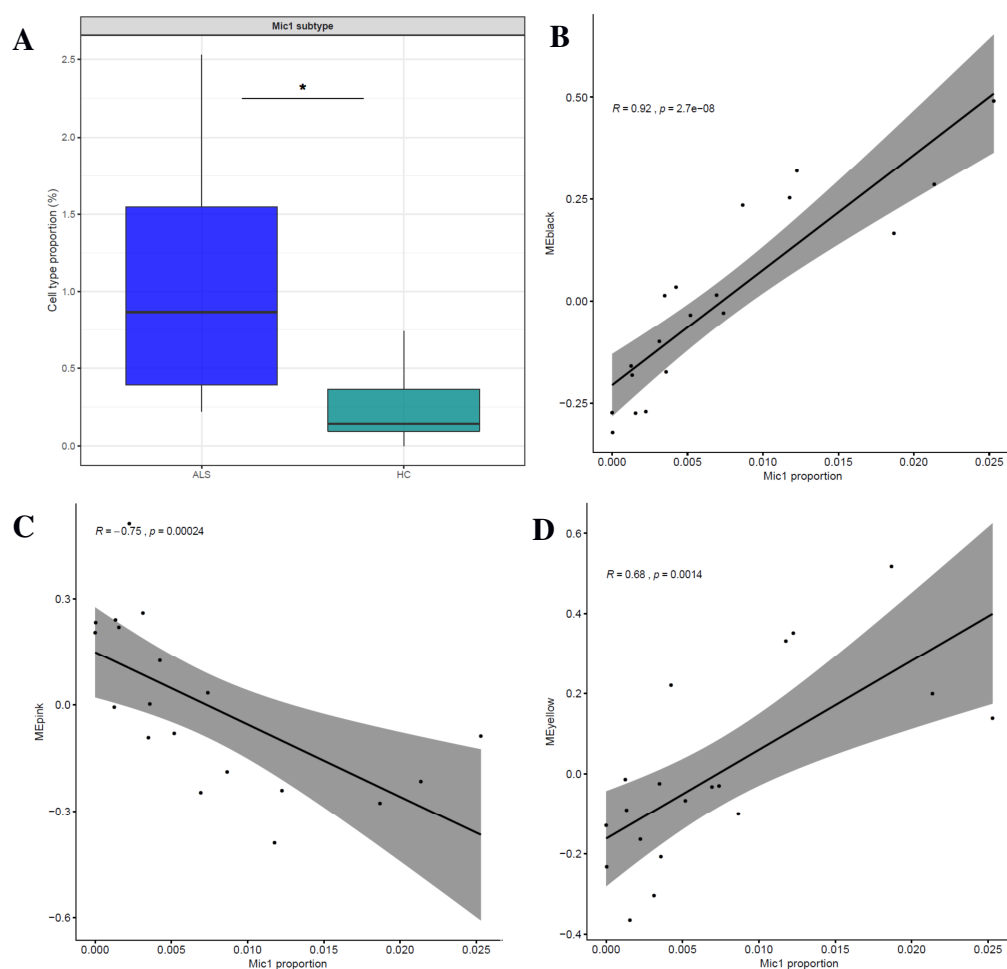 A
Mic1 subtype
Cell type proportion (%)
2.5
2.0
1.5
1.0
0.5
0.0
*
ALS
HC
B
R = 0.92 , p = 2.7e−08
MEblack
0.50
0.25
0.00
−0.25
0.000
0.005
0.010
0.015
0.020
0.025
Mic1 proportion
C
R = −0.75 , p = 0.00024
MEpink
0.3
0.0
−0.3
−0.6
0.000
0.005
0.010
0.015
0.020
0.025
Mic1 proportion
D
R = 0.68 , p = 0.0014
MEyellow
0.6
0.4
0.2
0.0
−0.2
−0.4
0.000
0.005
0.010
0.015
0.020
0.025
Mic1 proportion